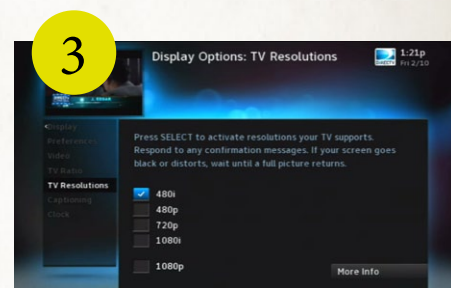 3
Display Options: TV Resolutions
DIRECTV
1:21p
Fri 2/10
Display
Preferences
Video
TV Ratio
TV Resolutions
Captioning
Clock
Press SELECT to activate resolutions your TV supports.
Respond to any confirmation messages. If your screen goes
black or distorts, wait until a full picture returns.
480i
480p
720p
1080i
1080p
More Info